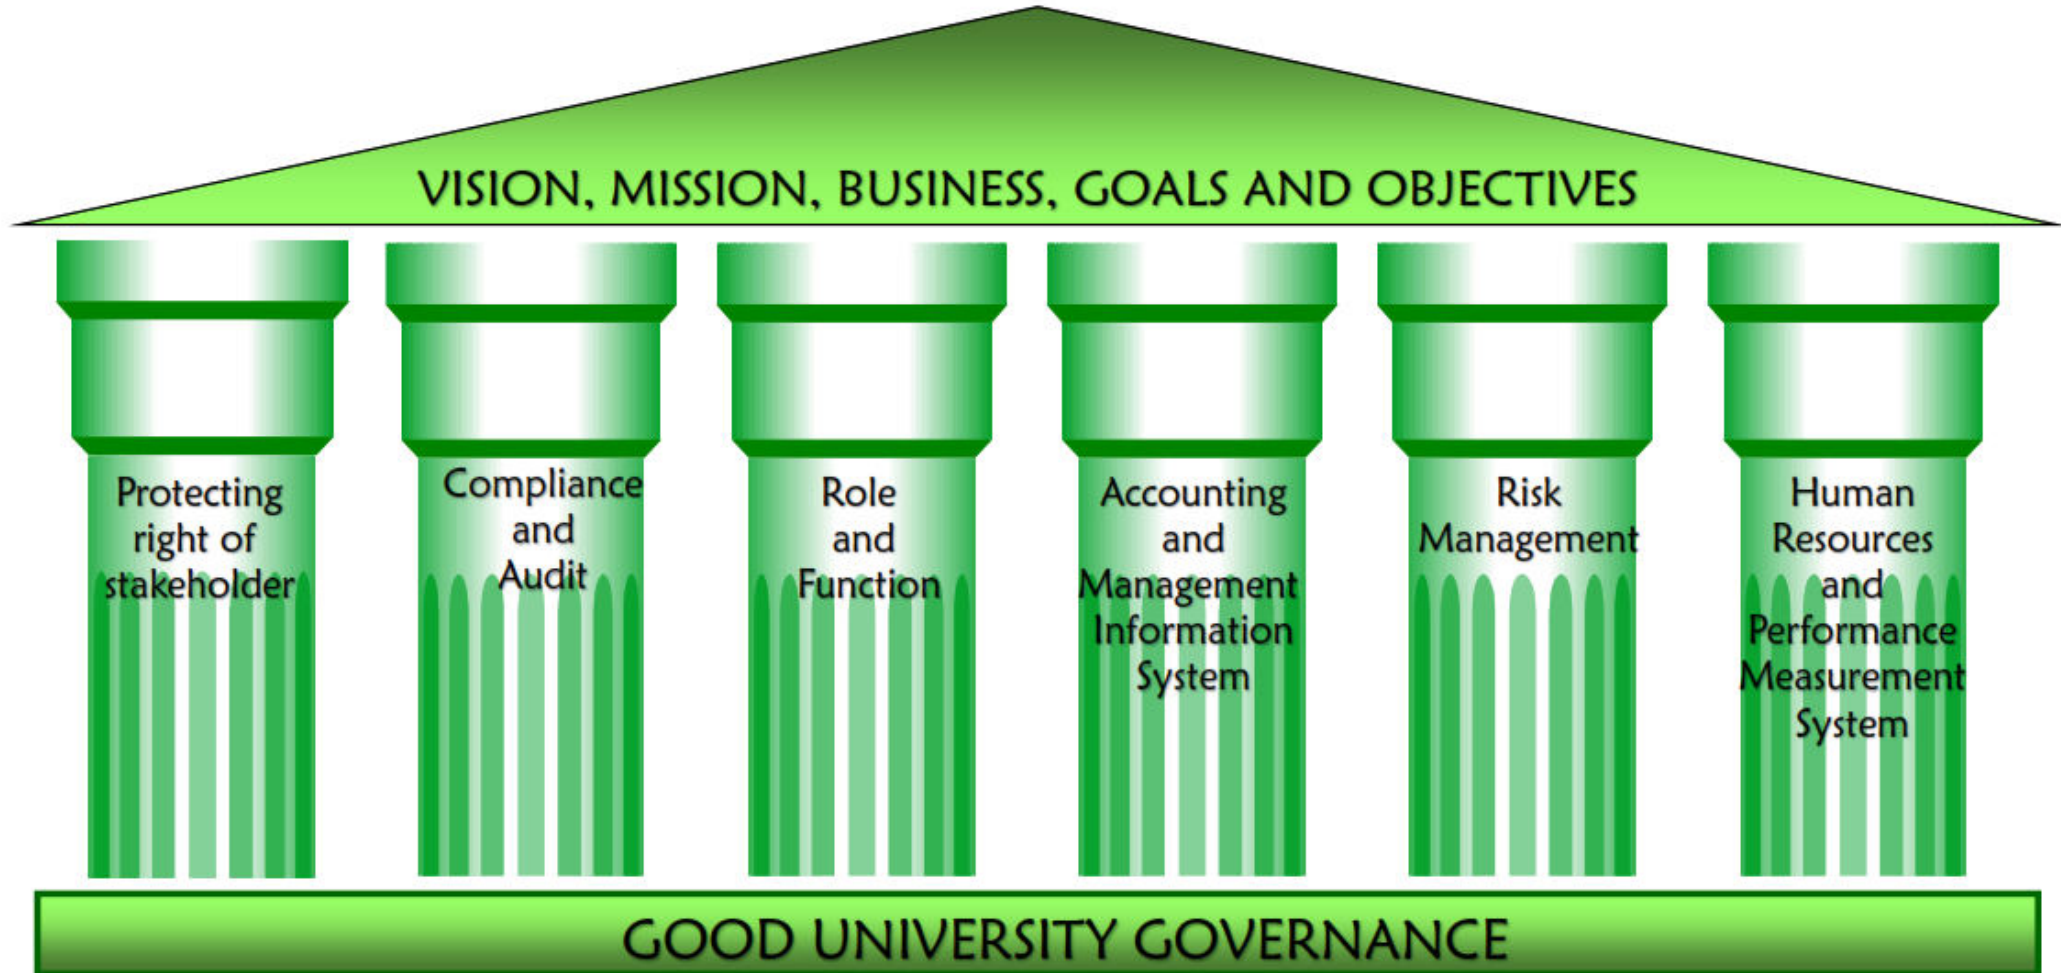 VISION, MISSION, BUSINESS, GOALS AND OBJECTIVES
Protecting
right of
stakeholder
Compliance
and
Audit
Role
and
Function
Accounting
and
Management
Information
System
Risk
Management
Human
Resources
and
Performance
Measurement
System
GOOD UNIVERSITY GOVERNANCE